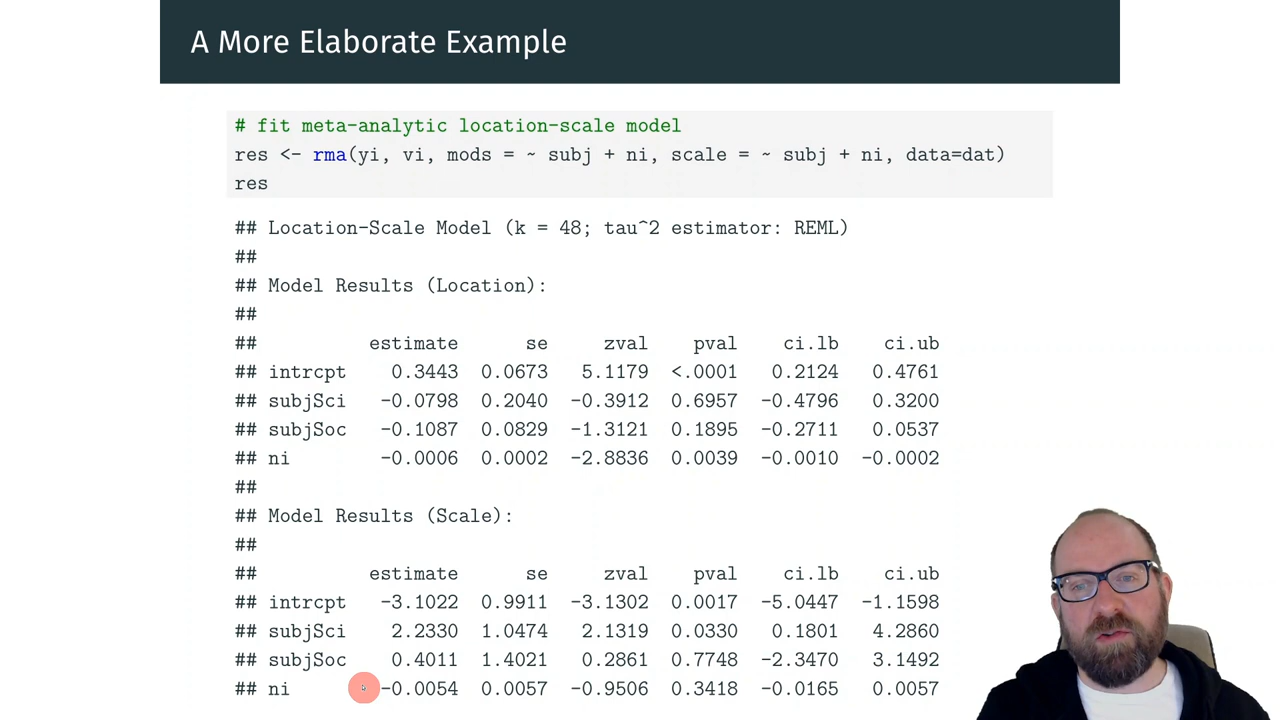 A More Elaborate Example
# fit meta-analytic location-scale model
res <- rma(yi, vi, mods = ~ subj + ni, scale = ~ subj + ni, data=dat)
res
## Location-Scale Model (k = 48; tau^2 estimator: REML)
##
## Model Results (Location):
##
## estimate se zval pval ci.lb ci.ub
## intrcpt 0.3443 0.0673 5.1179 <.0001 0.2124 0.4761
## subjSci -0.0798 0.2040 -0.3912 0.6957 -0.4796 0.3200
## subjSoc -0.1087 0.0829 -1.3121 0.1895 -0.2711 0.0537
## ni -0.0006 0.0002 -2.8836 0.0039 -0.0010 -0.0002
##
## Model Results (Scale):
##
## estimate se zval pval ci.lb ci.ub
## intrcpt -3.1022 0.9911 -3.1302 0.0017 -5.0447 -1.1598
## subjSci 2.2330 1.0474 2.1319 0.0330 0.1801 4.2860
## subjSoc 0.4011 1.4021 0.2861 0.7748 -2.3470 3.1492
## ni -0.0054 0.0057 -0.9506 0.3418 -0.0165 0.0057